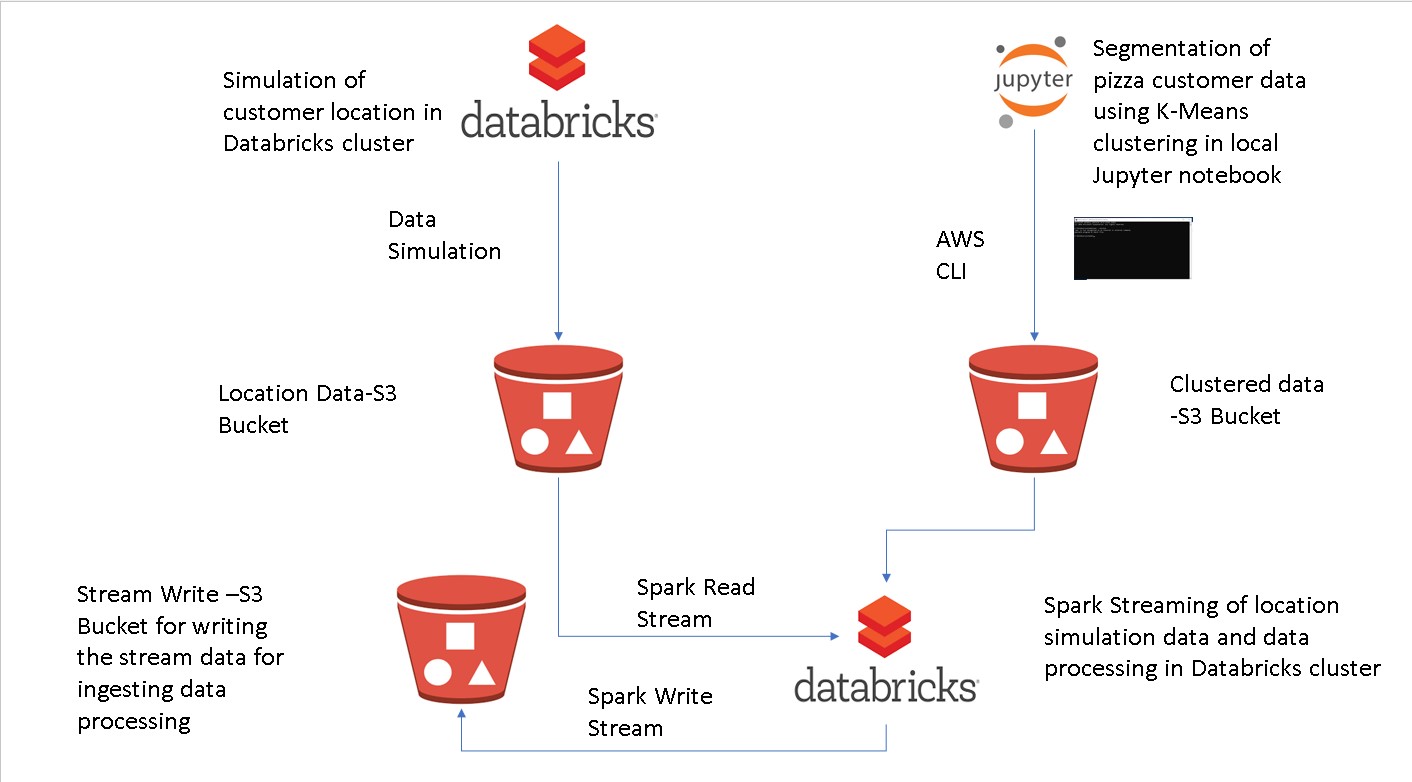 Simulation of
customer location in
Databricks cluster
databricks
jupyter
Segmentation of
pizza customer data
using K-Means
clustering in local
Jupyter notebook
Data
Simulation
AWS
CLI
Location Data-S3
Bucket
Clustered data
-S3 Bucket
Stream Write –S3
Bucket for writing
the stream data for
ingesting data
processing
Spark Read
Stream
databricks
Spark Streaming of location
simulation data and data
processing in Databricks cluster
Spark Write
Stream